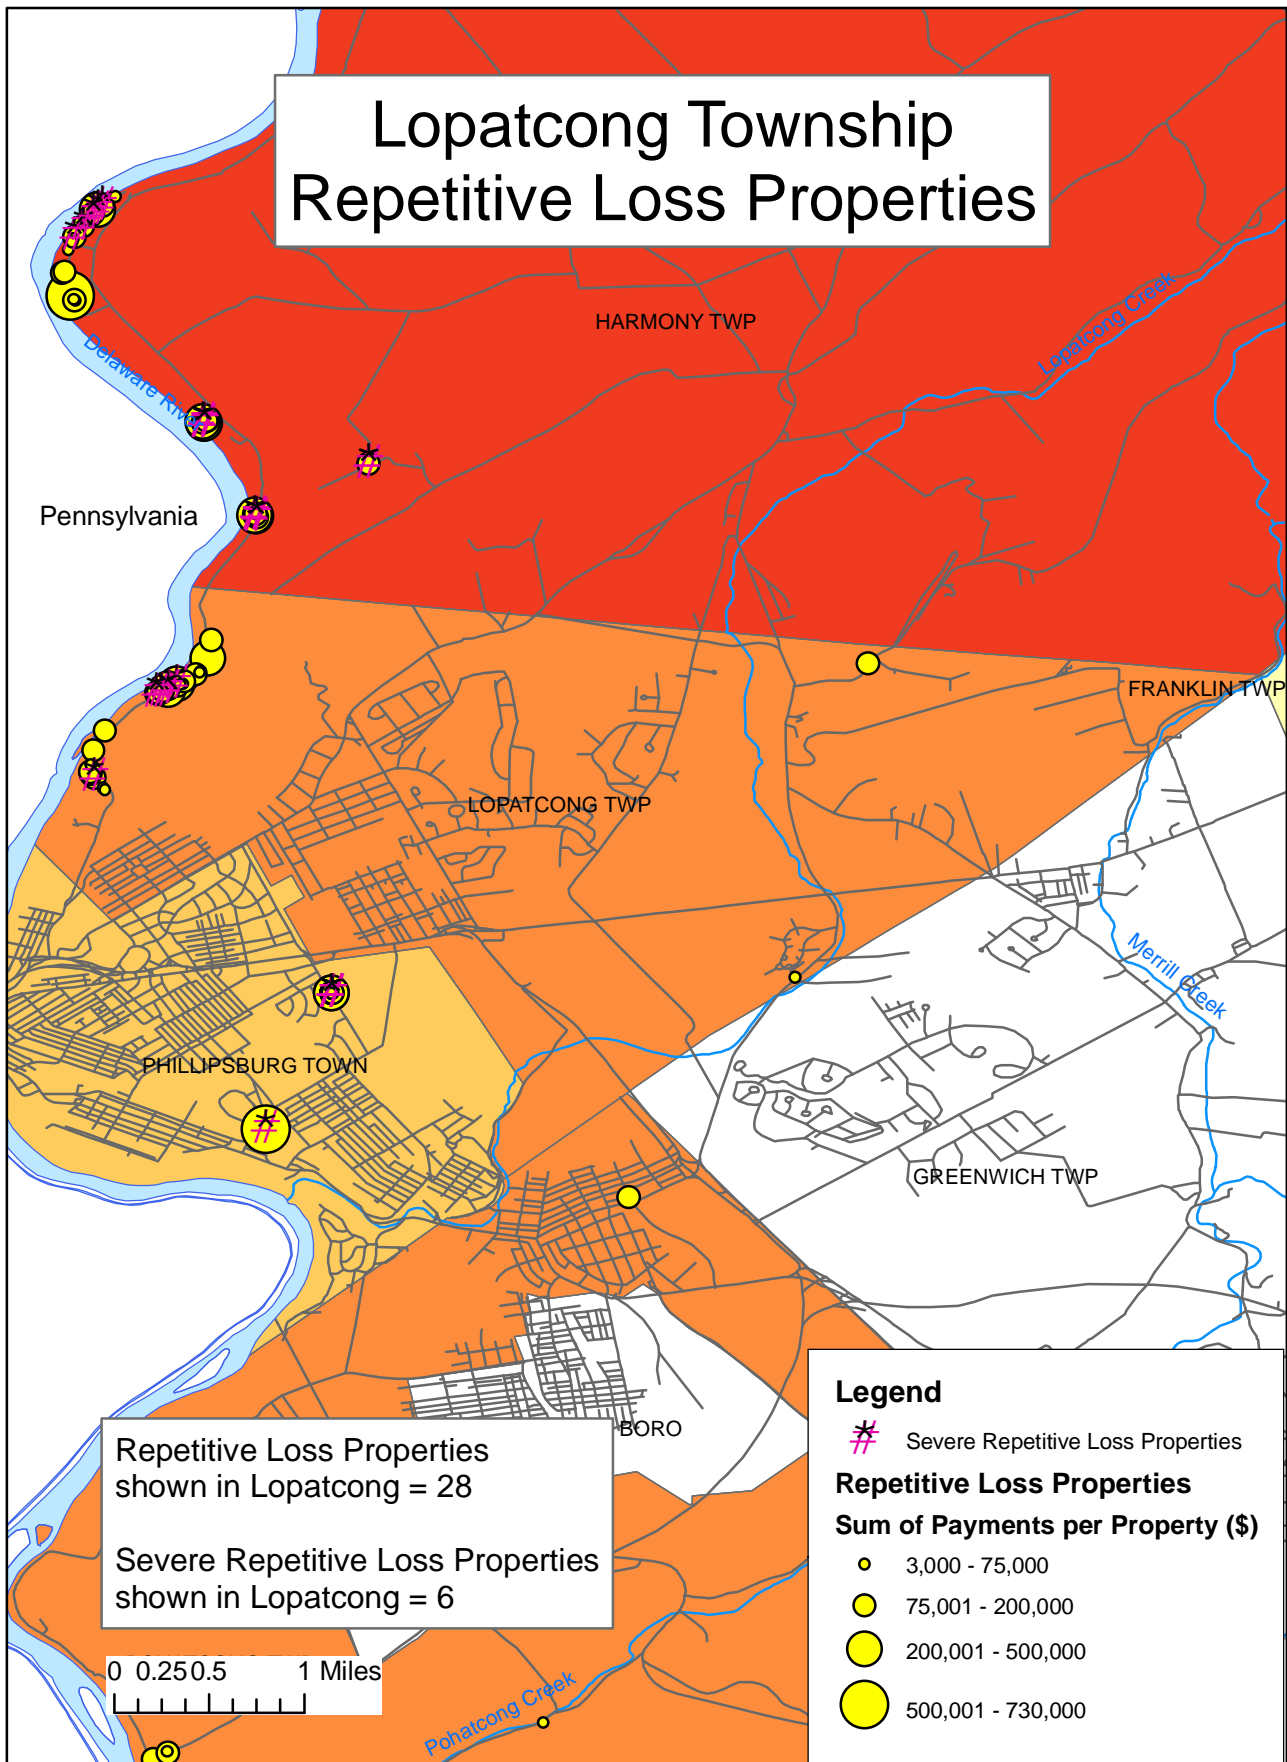 Lopatcong Township
Repetitive Loss Properties
HARMONY TWP
Lopatcong Creek
Delaware River
Pennsylvania
FRANKLIN TWP
LOPATCONG TWP
Merrill Creek
PHILLIPSBURG TOWN
GREENWICH TWP
BORO
Repetitive Loss Properties
shown in Lopatcong = 28
Severe Repetitive Loss Properties
shown in Lopatcong = 6
0 0.25 0.5 1 Miles
Pohatcong Creek
Legend
Severe Repetitive Loss Properties
Repetitive Loss Properties
Sum of Payments per Property ($)
3,000 - 75,000
75,001 - 200,000
200,001 - 500,000
500,001 - 730,000